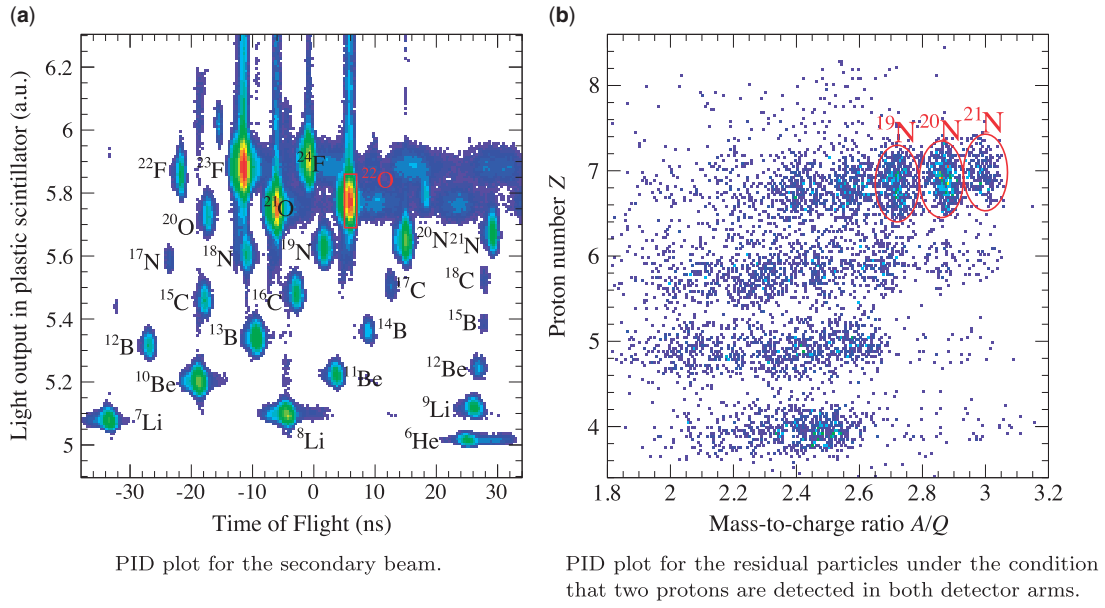 (a)
(b)
Light output in plastic scintillator (a.u.)
6.2
6
5.8
5.6
5.4
5.2
5
²²F
²³F
²⁴F
²²O
²¹O
²⁰O
¹⁷N
¹⁸N
¹⁹N
²⁰N
²¹N
¹⁵C
¹⁶C
¹⁷C
¹⁸C
¹²B
¹³B
¹⁴B
¹⁵B
¹⁰Be
¹¹Be
¹²Be
⁷Li
⁸Li
⁹Li
⁶He
-30 -20 -10 0 10 20 30
Time of Flight (ns)
PID plot for the secondary beam.
Proton number Z
8
7
6
5
4
¹⁹N ²⁰N ²¹N
1.8 2 2.2 2.4 2.6 2.8 3 3.2
Mass-to-charge ratio A/Q
PID plot for the residual particles under the condition
that two protons are detected in both detector arms.